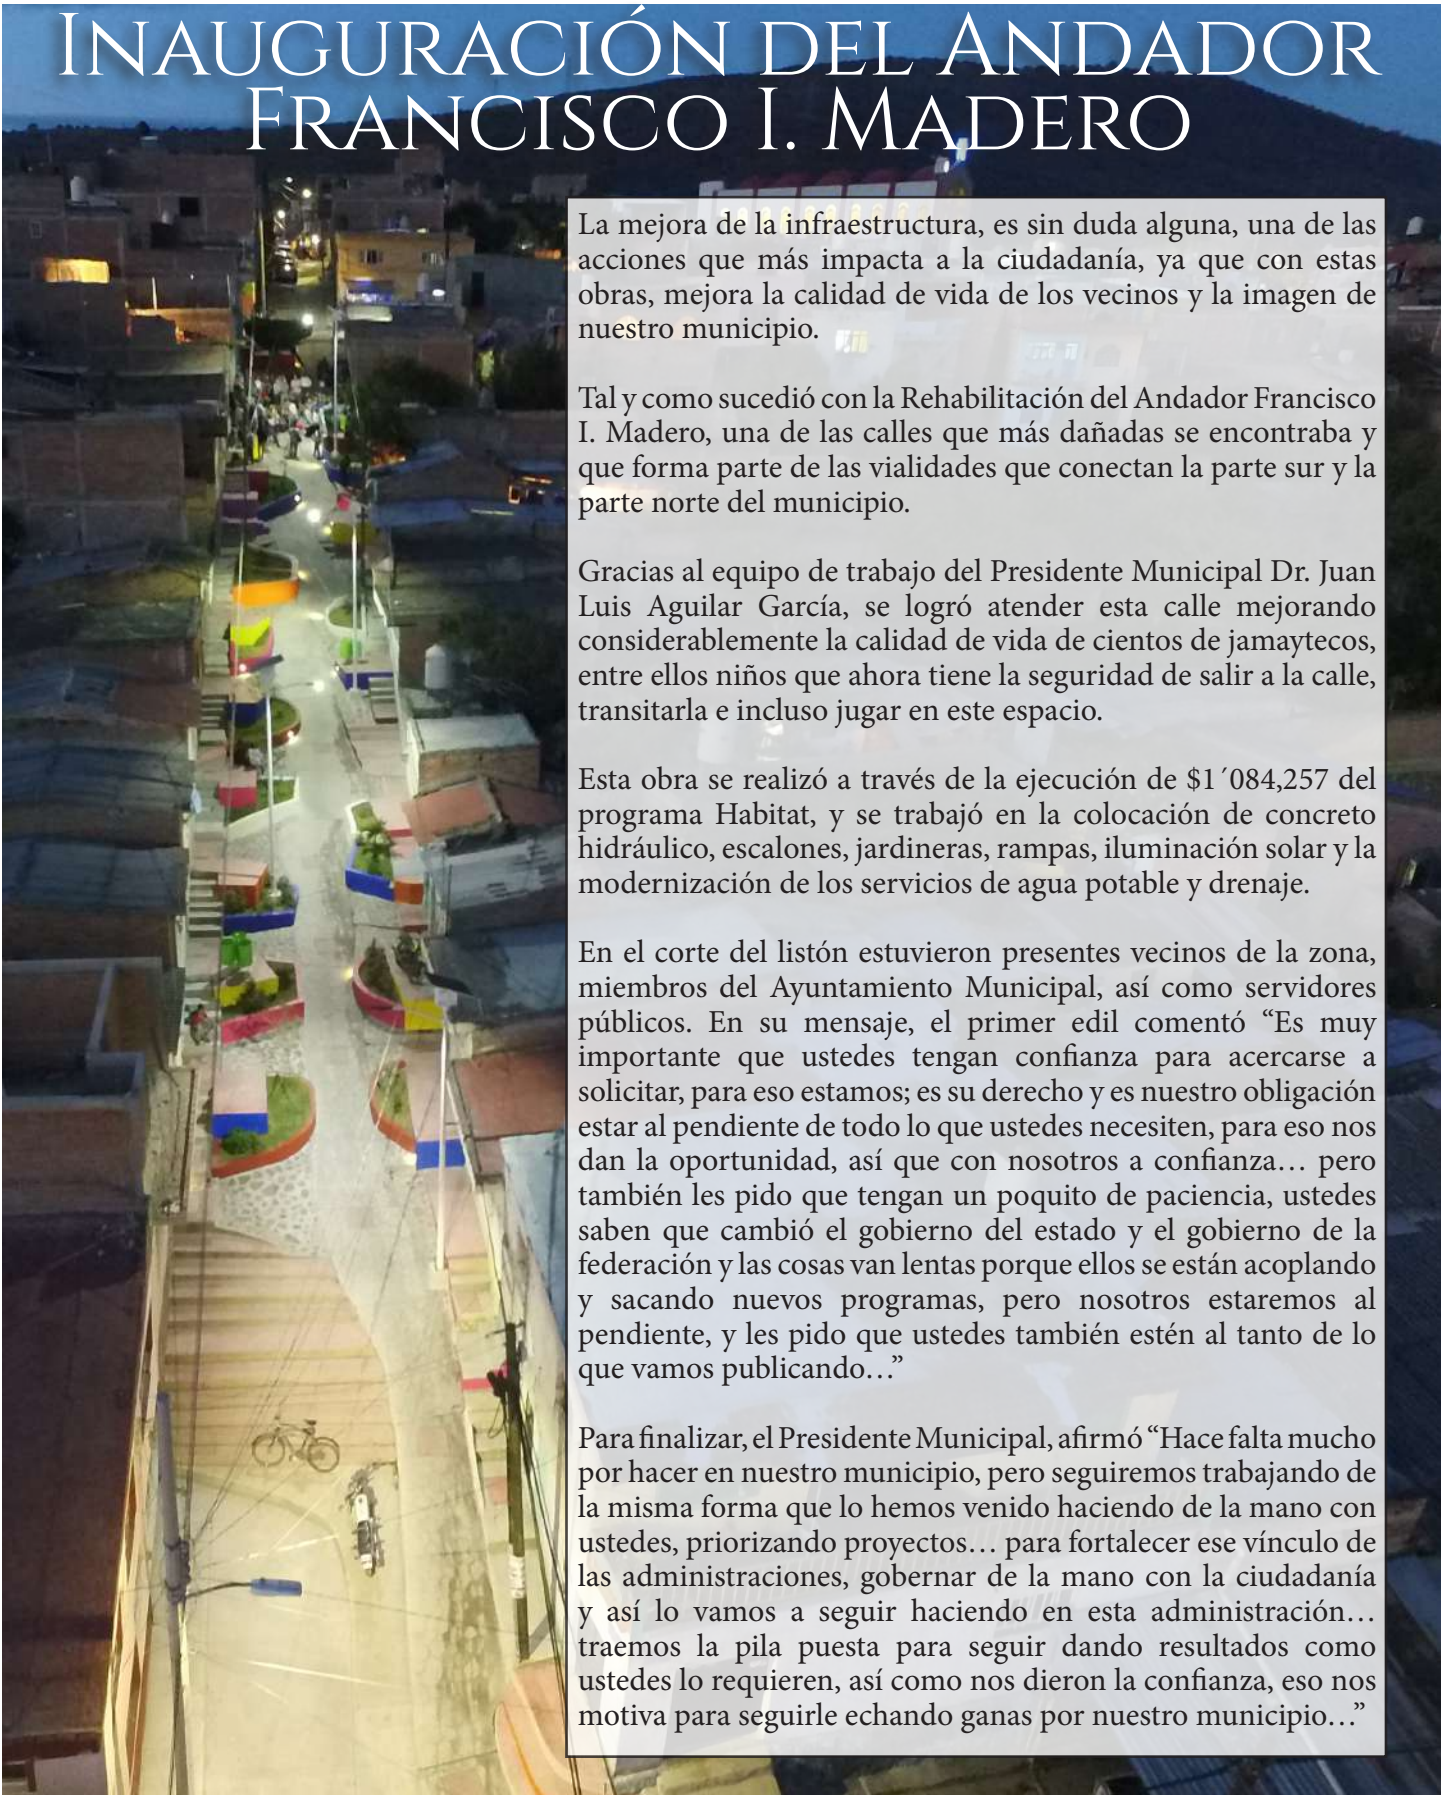 Inauguración del Andador
Francisco I. Madero
La mejora de la infraestructura, es sin duda alguna, una de las
acciones que más impacta a la ciudadanía, ya que con estas
obras, mejora la calidad de vida de los vecinos y la imagen de
nuestro municipio.
Tal y como sucedió con la Rehabilitación del Andador Francisco
I. Madero, una de las calles que más dañadas se encontraba y
que forma parte de las vialidades que conectan la parte sur y la
parte norte del municipio.
Gracias al equipo de trabajo del Presidente Municipal Dr. Juan
Luis Aguilar García, se logró atender esta calle mejorando
considerablemente la calidad de vida de cientos de jamaytecos,
entre ellos niños que ahora tiene la seguridad de salir a la calle,
transitarla e incluso jugar en este espacio.
Esta obra se realizó a través de la ejecución de $1´084,257 del
programa Habitat, y se trabajó en la colocación de concreto
hidráulico, escalones, jardineras, rampas, iluminación solar y la
modernización de los servicios de agua potable y drenaje.
En el corte del listón estuvieron presentes vecinos de la zona,
miembros del Ayuntamiento Municipal, así como servidores
públicos. En su mensaje, el primer edil comentó “Es muy
importante que ustedes tengan confianza para acercarse a
solicitar, para eso estamos; es su derecho y es nuestro obligación
estar al pendiente de todo lo que ustedes necesiten, para eso nos
dan la oportunidad, así que con nosotros a confianza… pero
también les pido que tengan un poquito de paciencia, ustedes
saben que cambió el gobierno del estado y el gobierno de la
federación y las cosas van lentas porque ellos se están acoplando
y sacando nuevos programas, pero nosotros estaremos al
pendiente, y les pido que ustedes también estén al tanto de lo
que vamos publicando…”
Para finalizar, el Presidente Municipal, afirmó “Hace falta mucho
por hacer en nuestro municipio, pero seguiremos trabajando de
la misma forma que lo hemos venido haciendo de la mano con
ustedes, priorizando proyectos… para fortalecer ese vínculo de
las administraciones, gobernar de la mano con la ciudadanía
y así lo vamos a seguir haciendo en esta administración…
traemos la pila puesta para seguir dando resultados como
ustedes lo requieren, así como nos dieron la confianza, eso nos
motiva para seguirle echando ganas por nuestro municipio…”